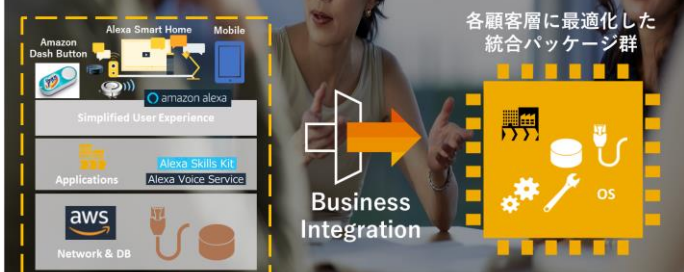 Amazon
Dash Button
Alexa Smart Home
Mobile
amazon alexa
Simplified User Experience
Applications
Alexa Skills Kit
Alexa Voice Service
aws
Network & DB
Business
Integration
各顧客層に最適化した
統合パッケージ群
OS